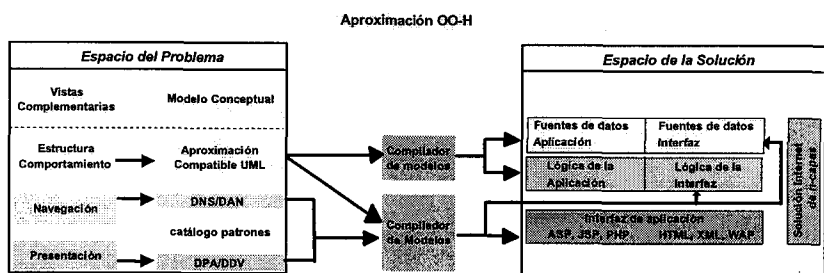 Aproximación OO-H
Espacio del Problema
Vistas
Complementarias
Modelo Conceptual
Estructura
Comportamiento
Aproximación
Compatible UML
Navegación
DNS/DAN
catálogo patrones
Presentación
DPA/DDV
Compilador
de modelos
Compilador
de Modelos
Espacio de la Solución
Fuentes de datos
Aplicación
Fuentes de datos
Interfaz
Lógica de la
Aplicación
Lógica de la
Interfaz
Interfaz de aplicación
ASP, JSP, PHP
HTML, XML, WAP
Solución Internet
de n-capas